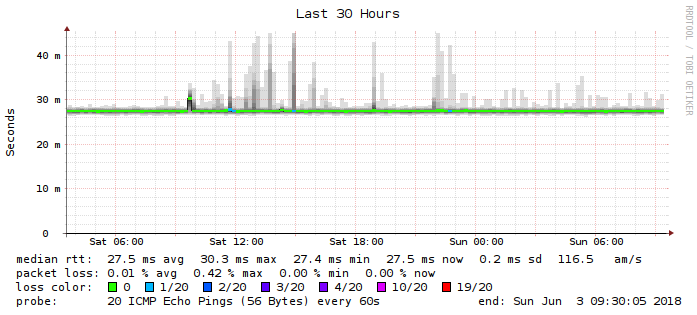 Last 30 Hours
RRDTOOL / TOBI OETIKER
Seconds
40 m
30 m
20 m
10 m
0
Sat 06:00 Sat 12:00 Sat 18:00 Sun 00:00 Sun 06:00
median rtt: 27.5 ms avg 30.3 ms max 27.4 ms min 27.5 ms now 0.2 ms sd 116.5 am/s
packet loss: 0.01 % avg 0.42 % max 0.00 % min 0.00 % now
loss color: 0 1/20 2/20 3/20 4/20 10/20 19/20
probe: 20 ICMP Echo Pings (56 Bytes) every 60s end: Sun Jun 3 09:30:05 2018